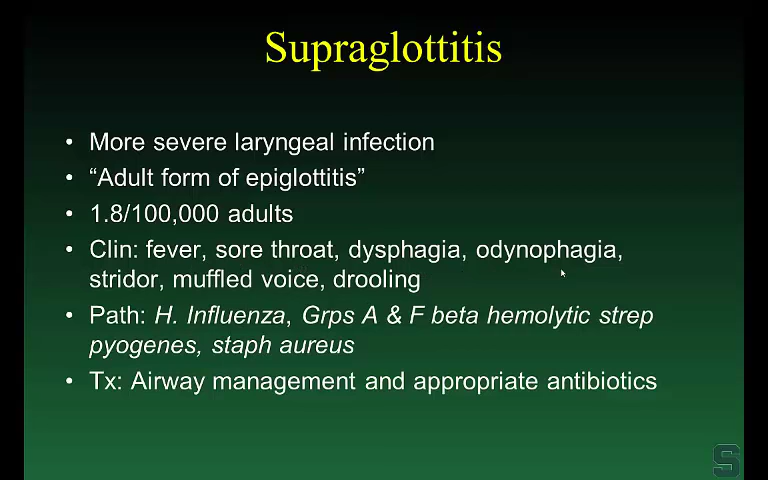 Supraglottitis
• More severe laryngeal infection
• “Adult form of epiglottitis”
• 1.8/100,000 adults
• Clin: fever, sore throat, dysphagia, odynophagia,
stridor, muffled voice, drooling
• Path: H. Influenza, Grps A & F beta hemolytic strep
pyogenes, staph aureus
• Tx: Airway management and appropriate antibiotics
S